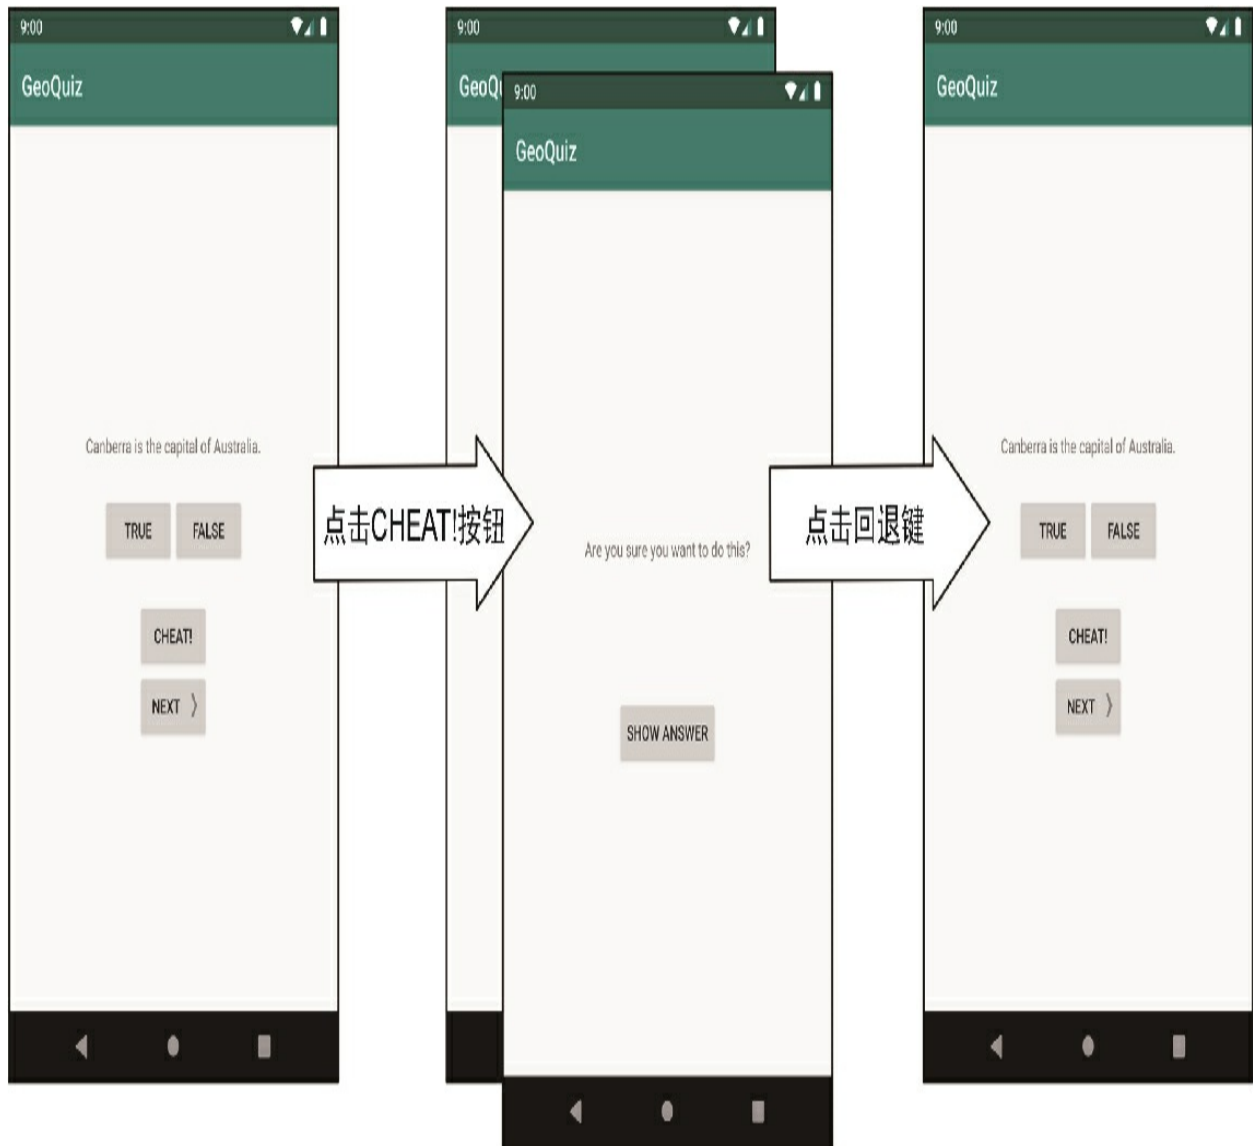 9:00
GeoQuiz
Canberra is the capital of Australia.
TRUE FALSE
CHEAT!
NEXT
点击CHEAT!按钮
9:00
GeoQu
9:00
GeoQuiz
Are you sure you want to do this?
SHOW ANSWER
点击回退键
9:00
GeoQuiz
Canberra is the capital of Australia.
TRUE FALSE
CHEAT!
NEXT